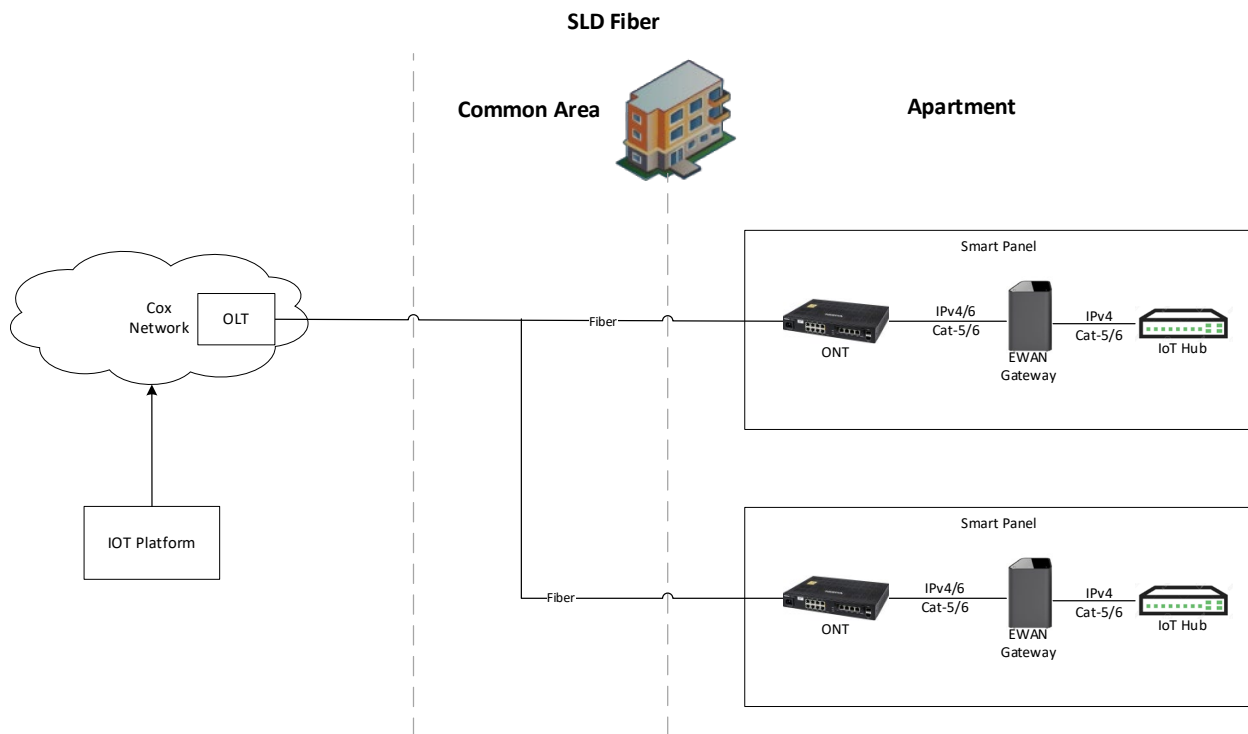 SLD Fiber
Common Area
Apartment
Cox
Network
OLT
IOT Platform
Fiber
Smart Panel
ONT
IPv4/6
Cat-5/6
EWAN
Gateway
IPv4
Cat-5/6
IoT Hub
Fiber
Smart Panel
ONT
IPv4/6
Cat-5/6
EWAN
Gateway
IPv4
Cat-5/6
IoT Hub